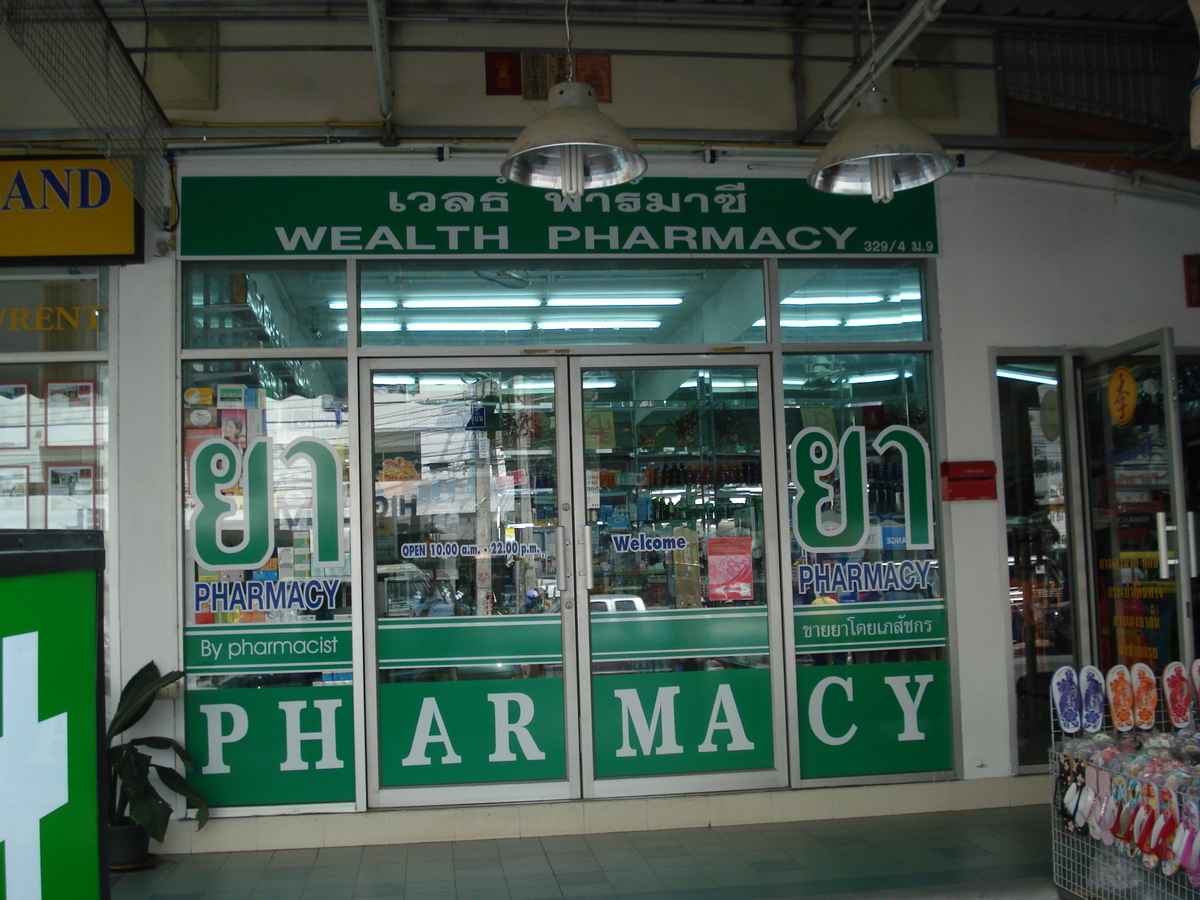 เวลธ์ ฟาร์มาซี
WEALTH PHARMACY 329/4 ม.9
AND
RENT
ยา
PHARMACY
By pharmacist
OPEN 10.00 a.m. - 22.00 p.m.
Welcome
ยา
PHARMACY
ขายยาโดยเภสัชกร
PHARMACY